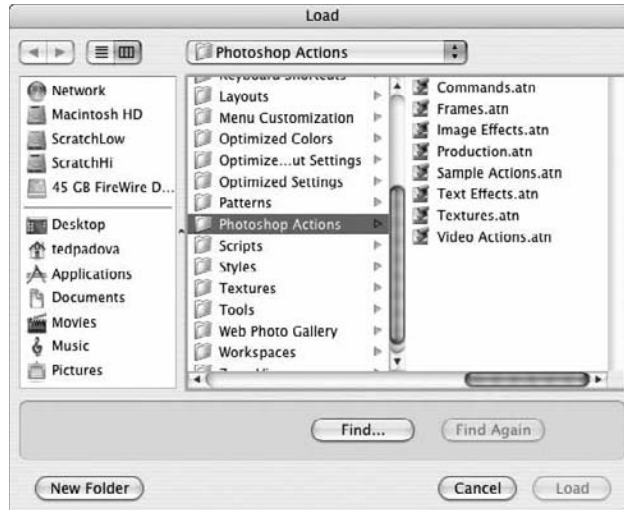 Load
Photoshop Actions
Network
Macintosh HD
ScratchLow
ScratchHi
45 GB FireWire D...
Desktop
tedpadova
Applications
Documents
Movies
Music
Pictures
Keyboard Shortcuts
Layouts
Menu Customization
Optimized Colors
Optimize...ut Settings
Optimized Settings
Patterns
Photoshop Actions
Scripts
Styles
Textures
Tools
Web Photo Gallery
Workspaces
Commands.atn
Frames.atn
Image Effects.atn
Production.atn
Sample Actions.atn
Text Effects.atn
Textures.atn
Video Actions.atn
Find...
Find Again
New Folder
Cancel
Load